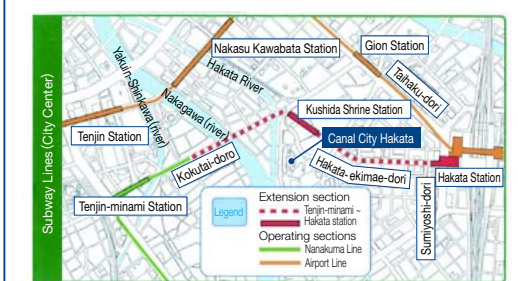 Subway Lines (City Center)
Nakasu Kawabata Station
Gion Station
Yakuin-Shinkawa(river)
Hakata River
Taihaku-dori
Nakagawa (river)
Kushida Shrine Station
Tenjin Station
Canal City Hakata
Kokutai-doro
Hakata-ekimae-dori
Hakata Station
Tenjin-minami Station
Sumiyoshi-dori
Legend
Extension section
Tenjin-minami ~
Hakata station
Operating sections
Nanakuma Line
Airport Line